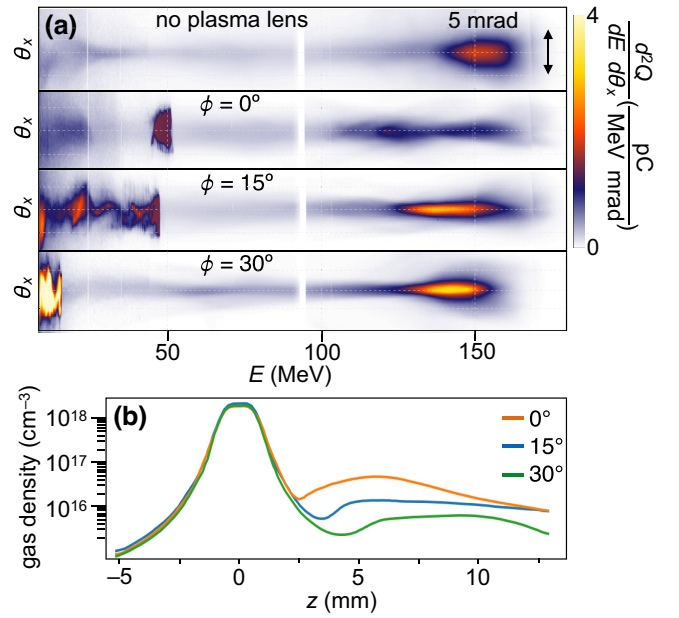 (a) no plasma lens 5 mrad
θx
ϕ = 0°
θx
ϕ = 15°
θx
ϕ = 30°
θx
50 100 150
E (MeV)
4
0
d²Q
dE dθx
(pC
MeV mrad)
(b)
gas density (cm⁻³)
10¹⁸
10¹⁷
10¹⁶
0°
15°
30°
−5 0 5 10
z (mm)